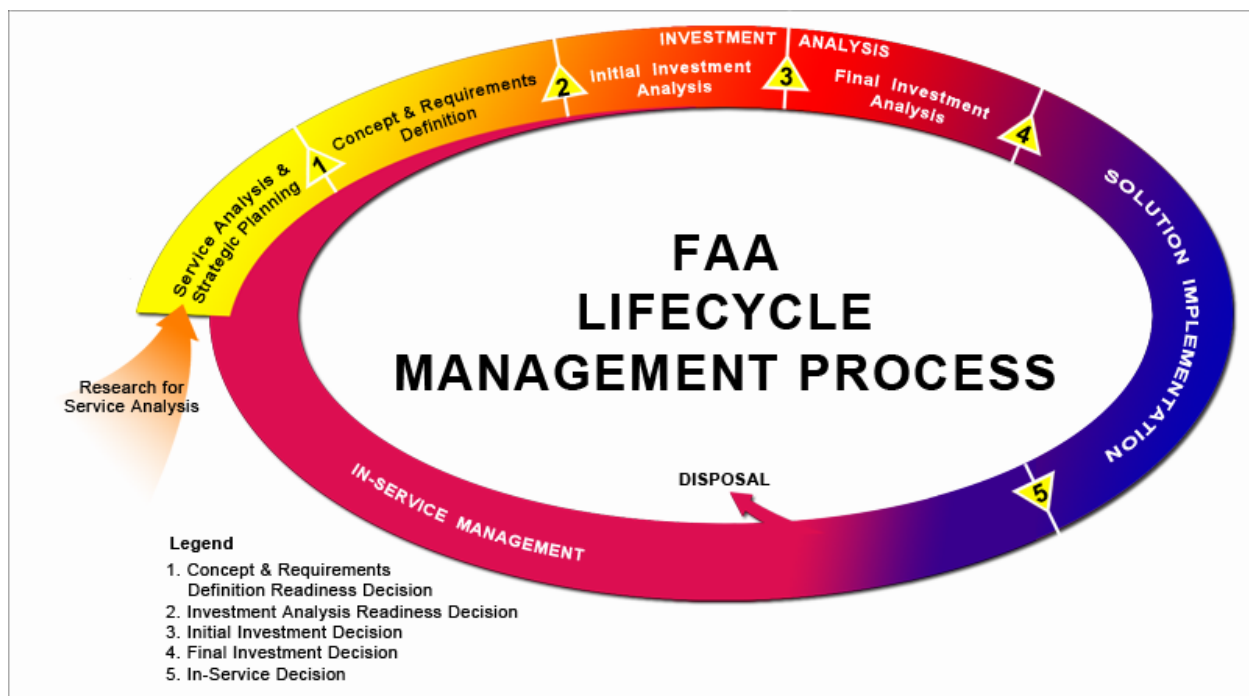 INVESTMENT ANALYSIS
Initial Investment
Analysis
Final Investment
Analysis
Concept & Requirements
Definition
Service Analysis &
Strategic Planning
1
2
3
4
5
SOLUTION IMPLEMENTATION
FAA
LIFECYCLE
MANAGEMENT PROCESS
Research for
Service Analysis
DISPOSAL
IN-SERVICE MANAGEMENT
Legend
1. Concept & Requirements
Definition Readiness Decision
2. Investment Analysis Readiness Decision
3. Initial Investment Decision
4. Final Investment Decision
5. In-Service Decision